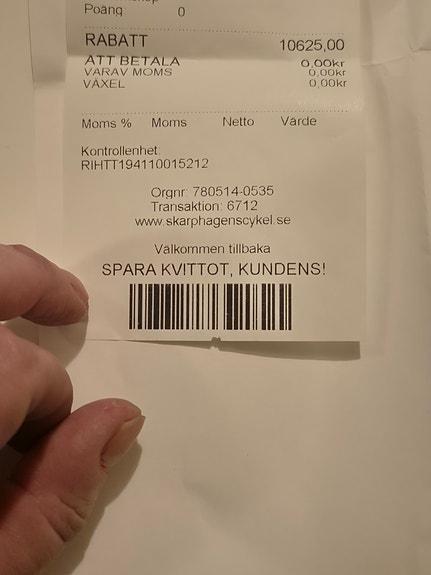 Poäng 0
RABATT 10625,00
ATT BETALA 0,00kr
VARAV MOMS 0,00kr
VÄXEL 0,00kr
Moms % Moms Netto Värde
Kontrollenhet:
RIHTT194110015212
Orgnr: 780514-0535
Transaktion: 6712
www.skarphagenscykel.se
Välkommen tillbaka
SPARA KVITTOT, KUNDENS!